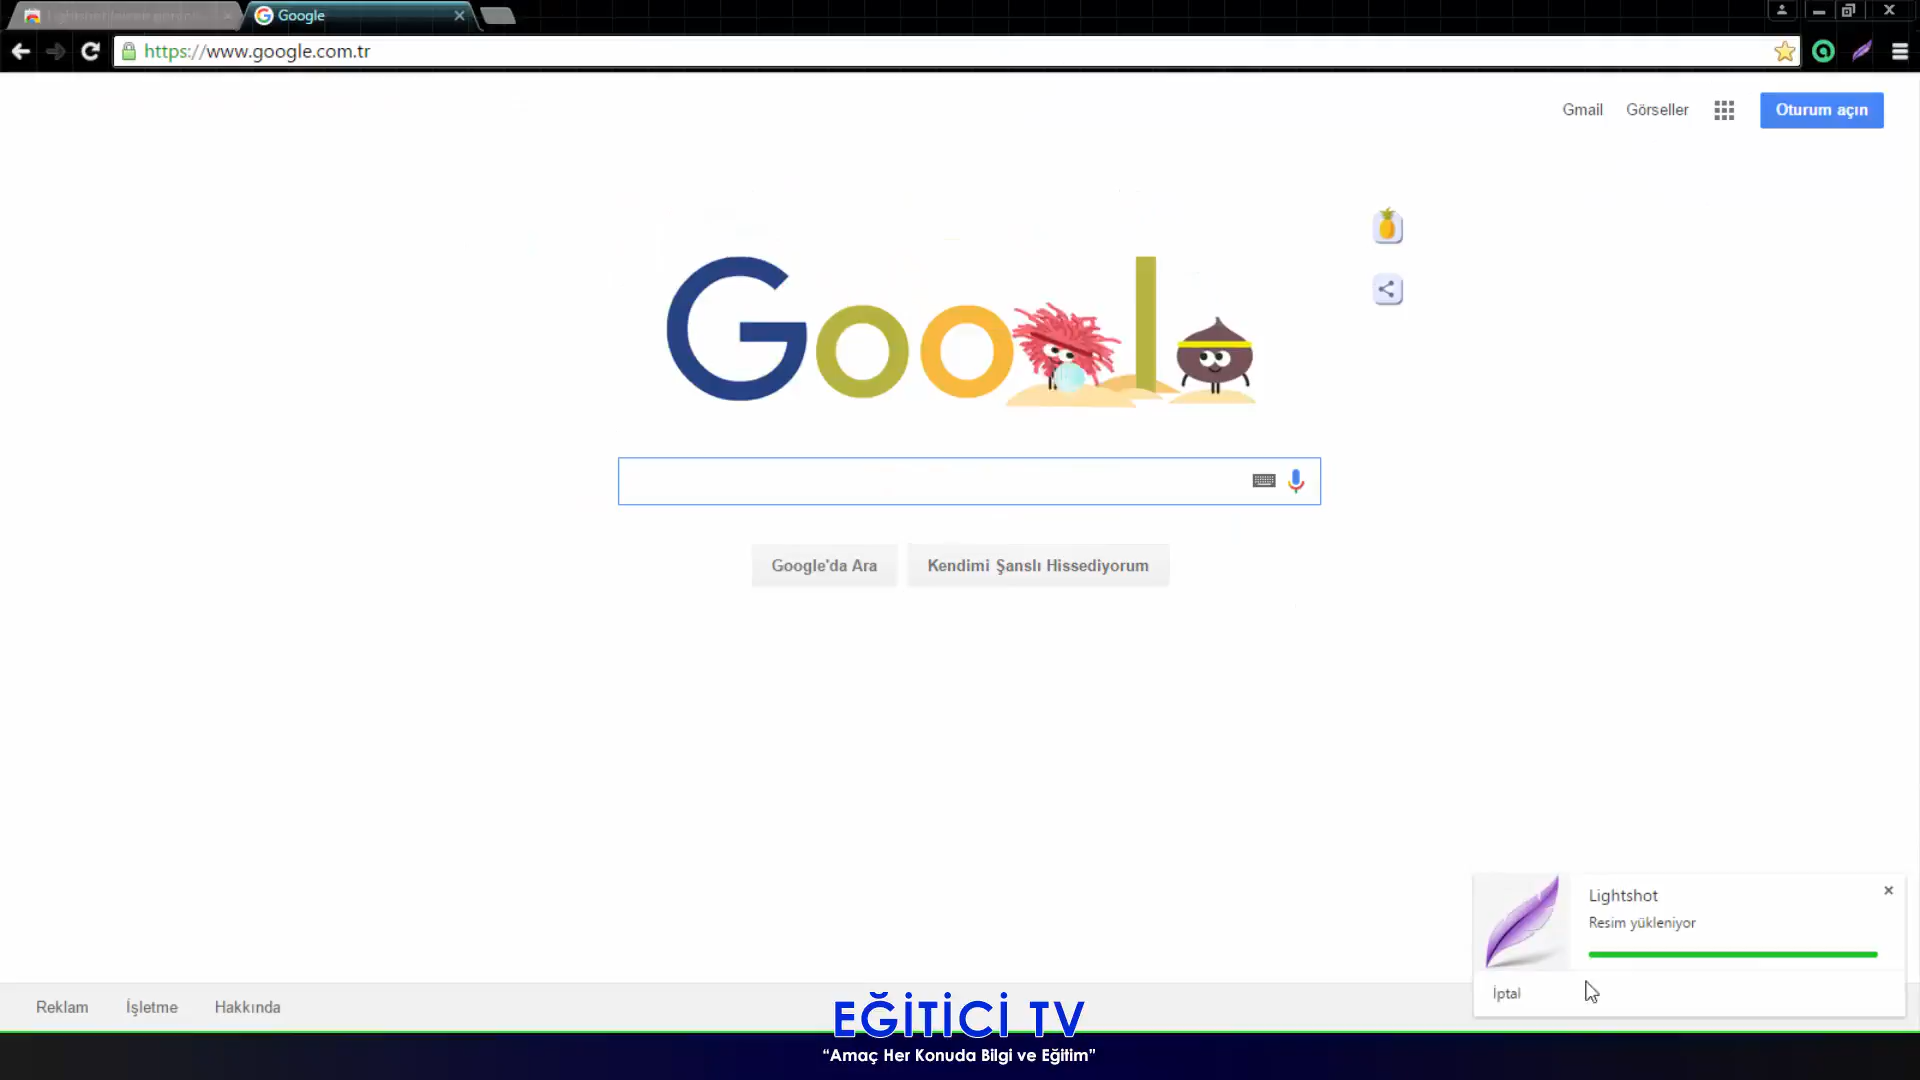 Google
https://www.google.com.tr
Gmail
Görseller
Oturum açın
Google'da Ara
Kendimi Şanslı Hissediyorum
Lightshot
Resim yükleniyor
İptal
Reklam
İşletme
Hakkında
EĞİTİCİ TV
“Amaç Her Konuda Bilgi ve Eğitim”